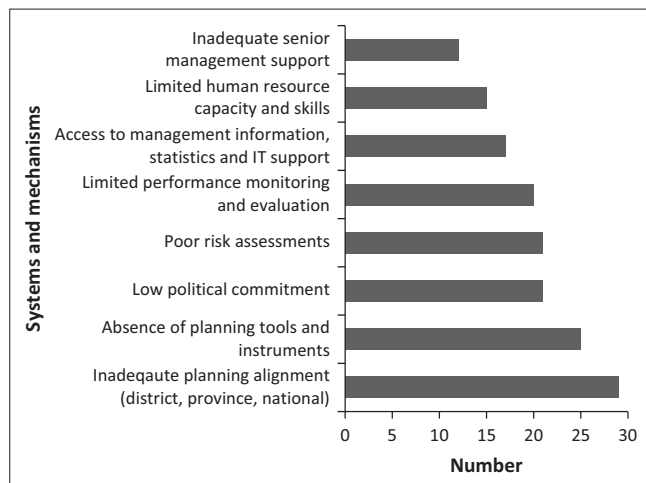 Systems and mechanisms
Inadequate senior
management support
Limited human resource
capacity and skills
Access to management information,
statistics and IT support
Limited performance monitoring
and evaluation
Poor risk assessments
Low political commitment
Absence of planning tools and
instruments
Inadeqaute planning alignment
(district, province, national)
0 5 10 15 20 25 30
Number